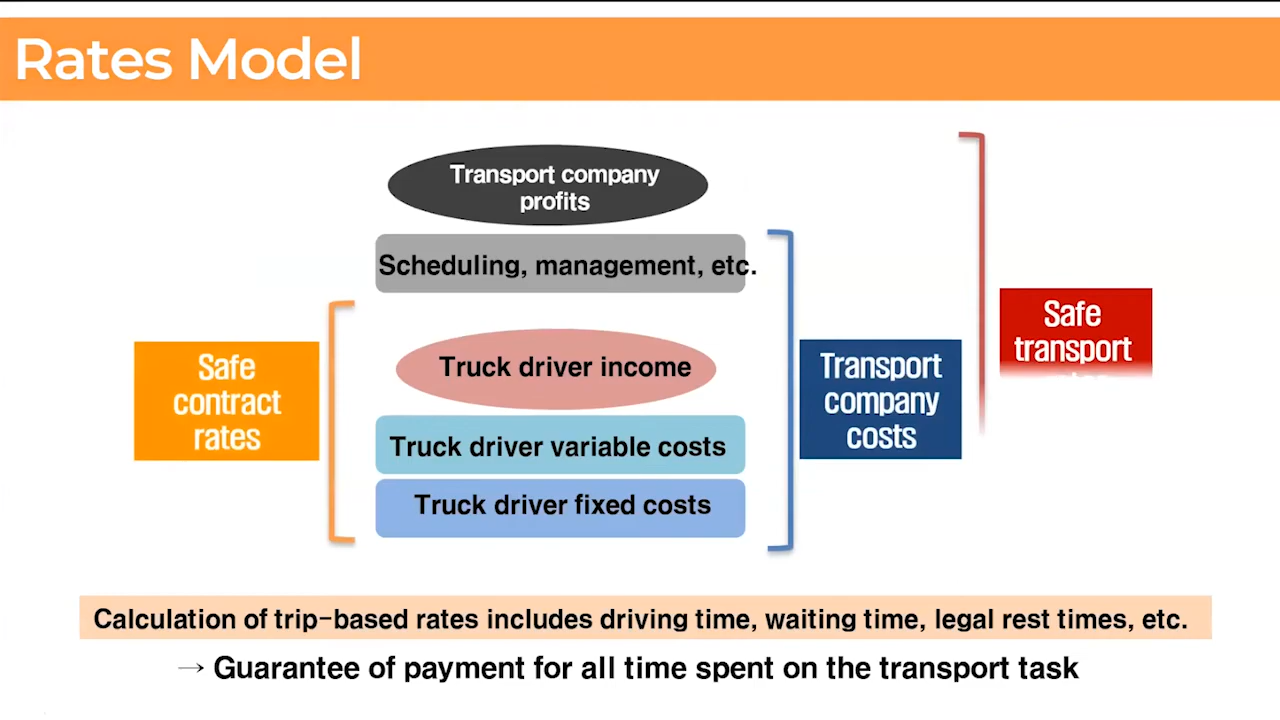 Rates Model
Transport company
profits
Scheduling, management, etc.
Truck driver income
Truck driver variable costs
Truck driver fixed costs
Safe
contract
rates
Transport
company
costs
Safe
transport
Calculation of trip-based rates includes driving time, waiting time, legal rest times, etc.
→ Guarantee of payment for all time spent on the transport task